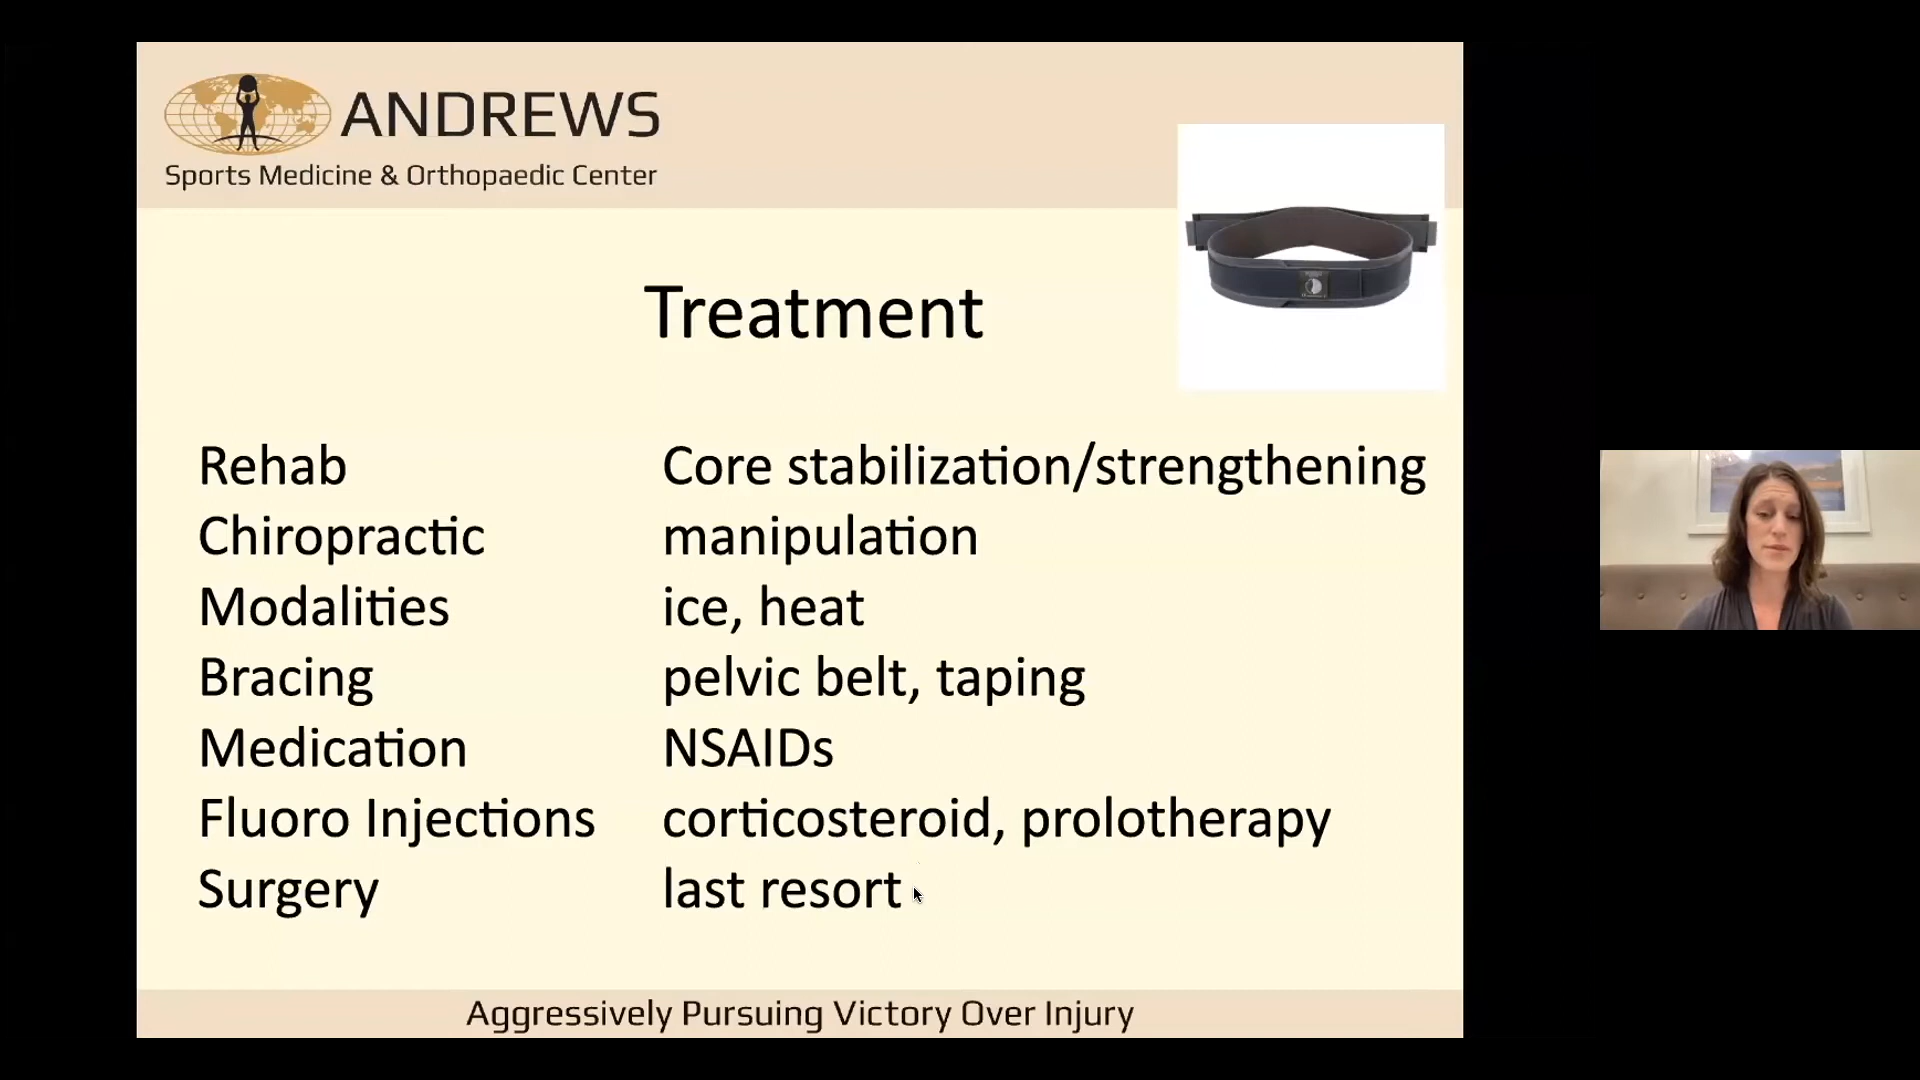 ANDREWS
Sports Medicine & Orthopaedic Center
Treatment
Rehab Core stabilization/strengthening
Chiropractic manipulation
Modalities ice, heat
Bracing pelvic belt, taping
Medication NSAIDs
Fluoro Injections corticosteroid, prolotherapy
Surgery last resort
Aggressively Pursuing Victory Over Injury